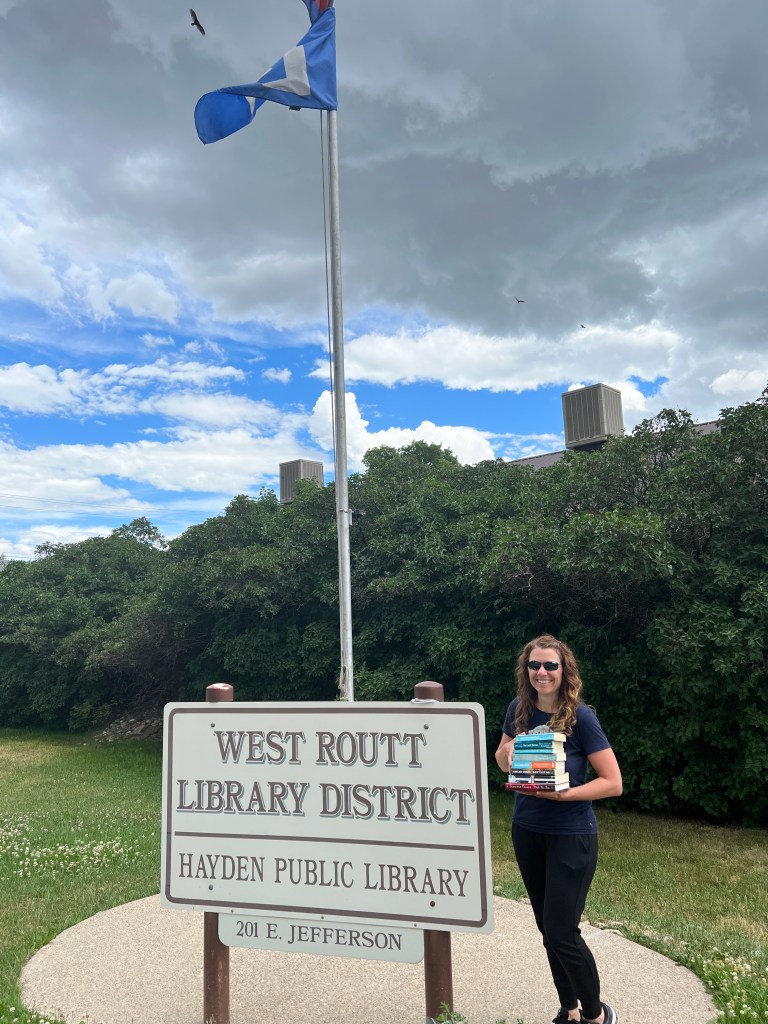 WEST ROUTT
LIBRARY DISTRICT
HAYDEN PUBLIC LIBRARY
201 E. JEFFERSON